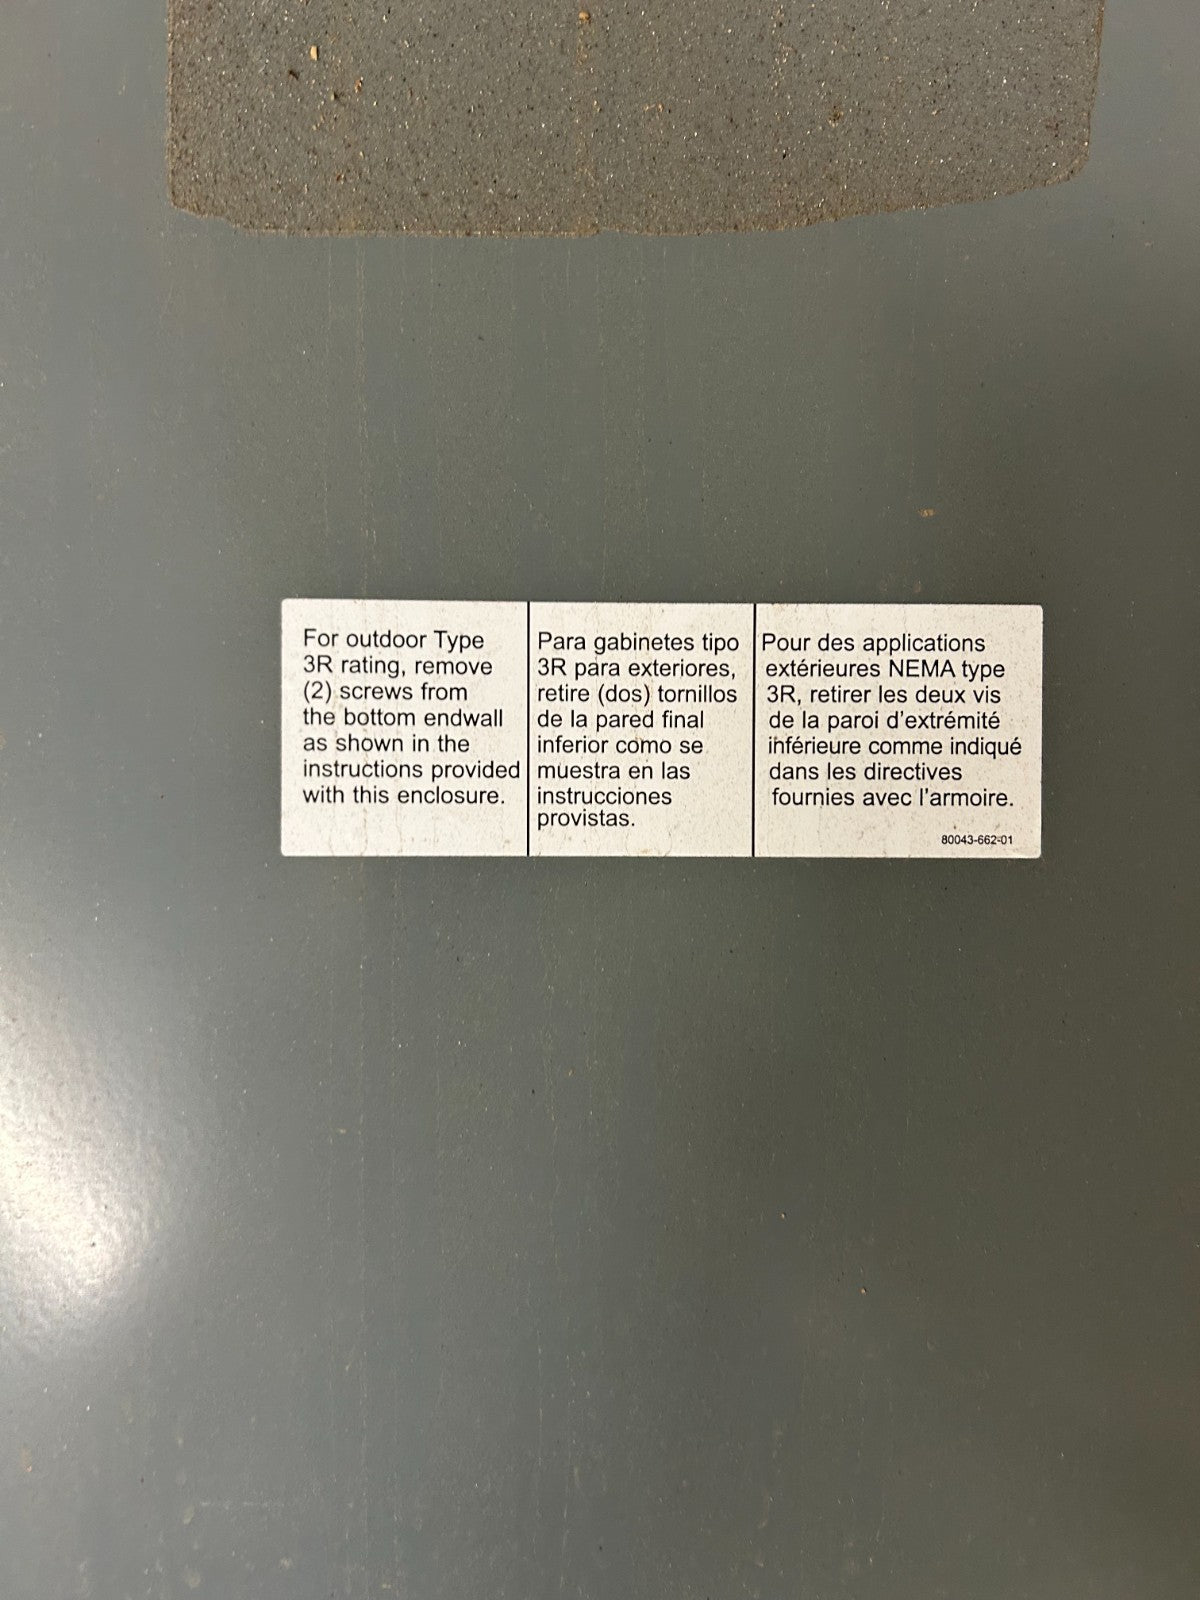 For outdoor Type
3R rating, remove
(2) screws from
the bottom endwall
as shown in the
instructions provided
with this enclosure.
Para gabinetes tipo
3R para exteriores,
retire (dos) tornillos
de la pared final
inferior como se
muestra en las
instrucciones
provistas.
Pour des applications
extérieures NEMA type
3R, retirer les deux vis
de la paroi d'extrémité
inférieure comme indiqué
dans les directives
fournies avec l'armoire.
80043-662-01